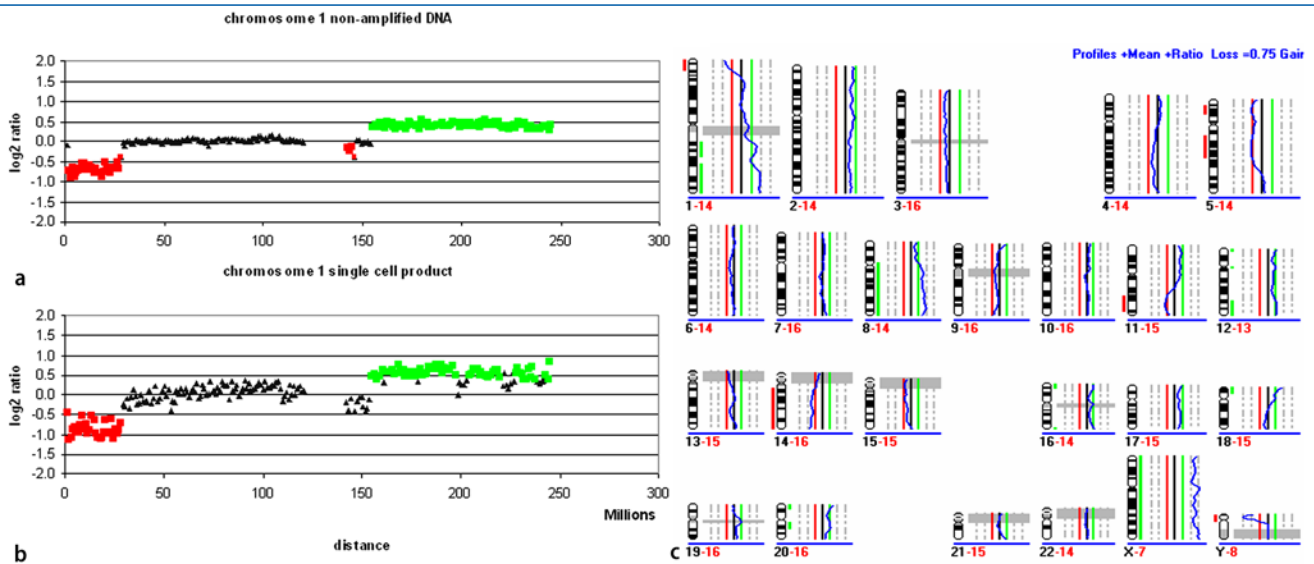 chromosome 1 non-amplified DNA
log2 ratio
2.0
1.5
1.0
0.5
0.0
-0.5
-1.0
-1.5
-2.0
0 50 100 150 200 250 300
a
chromosome 1 single cell product
log2 ratio
2.0
1.5
1.0
0.5
0.0
-0.5
-1.0
-1.5
-2.0
0 50 100 150 200 250 300
Millions
distance
b
Profiles +Mean +Ratio Loss =0.75 Gain
1-14 2-14 3-16 4-14 5-14
6-14 7-16 8-14 9-16 10-16 11-15 12-13
13-15 14-16 15-15 16-14 17-15 18-15
19-16 20-16 21-15 22-14 X-7 Y-8
c